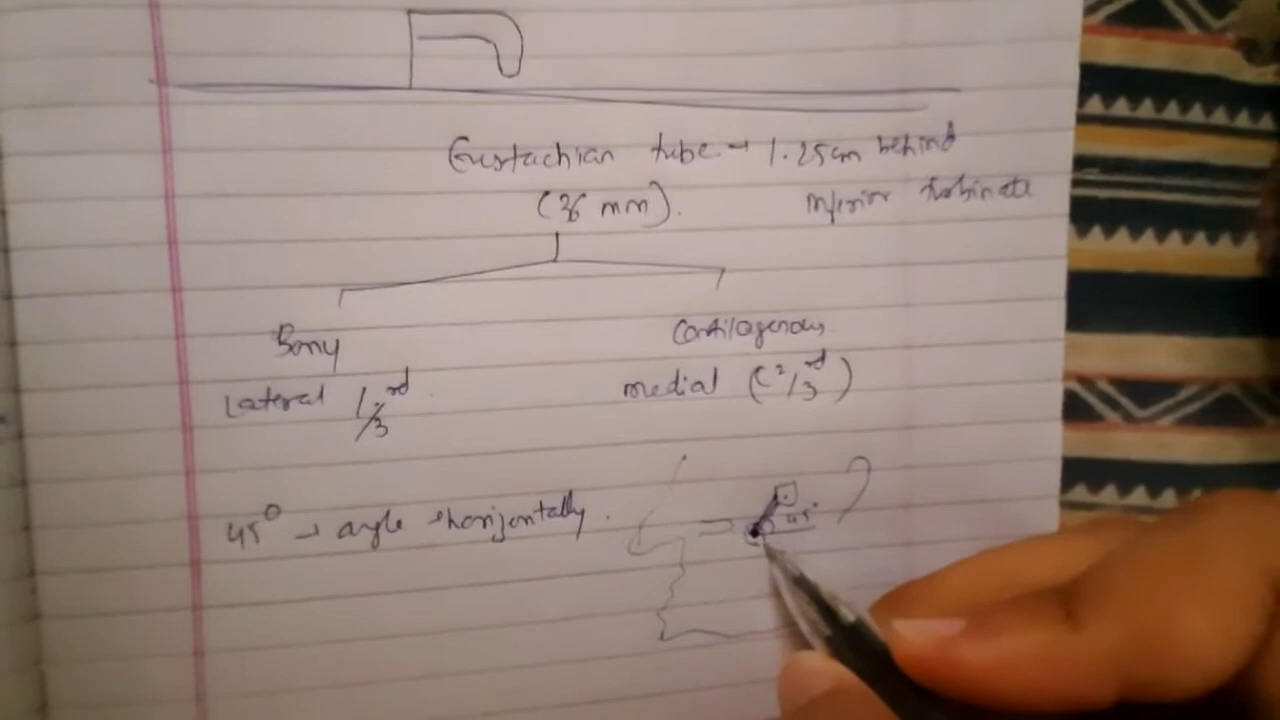 Eustachian tube → 1.25cm behind
(36 mm). inferior turbinate
Bony Cartilagenous
Lateral 1/3rd medial (2/3rd)
45° → angle horizontally.
45°